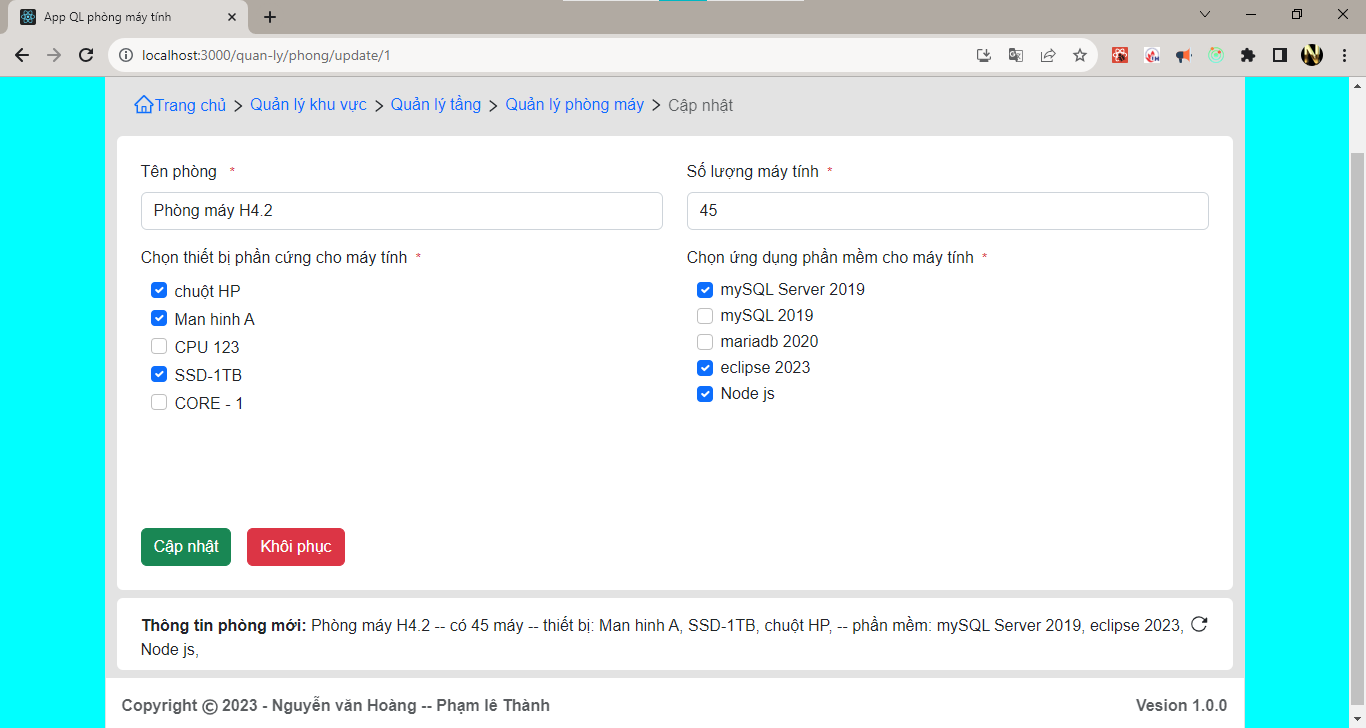 App QL phòng máy tính
localhost:3000/quan-ly/phong/update/1
Trang chủ > Quản lý khu vực > Quản lý tầng > Quản lý phòng máy > Cập nhật
Tên phòng *
Số lượng máy tính *
Phòng máy H4.2
45
Chọn thiết bị phần cứng cho máy tính *
Chọn ứng dụng phần mềm cho máy tính *
chuột HP
Man hinh A
CPU 123
SSD-1TB
CORE - 1
mySQL Server 2019
mySQL 2019
mariadb 2020
eclipse 2023
Node js
Cập nhật
Khôi phục
Thông tin phòng mới: Phòng máy H4.2 -- có 45 máy -- thiết bị: Man hinh A, SSD-1TB, chuột HP, -- phần mềm: mySQL Server 2019, eclipse 2023,
Node js,
Copyright © 2023 - Nguyễn văn Hoàng -- Phạm lê Thành
Vesion 1.0.0